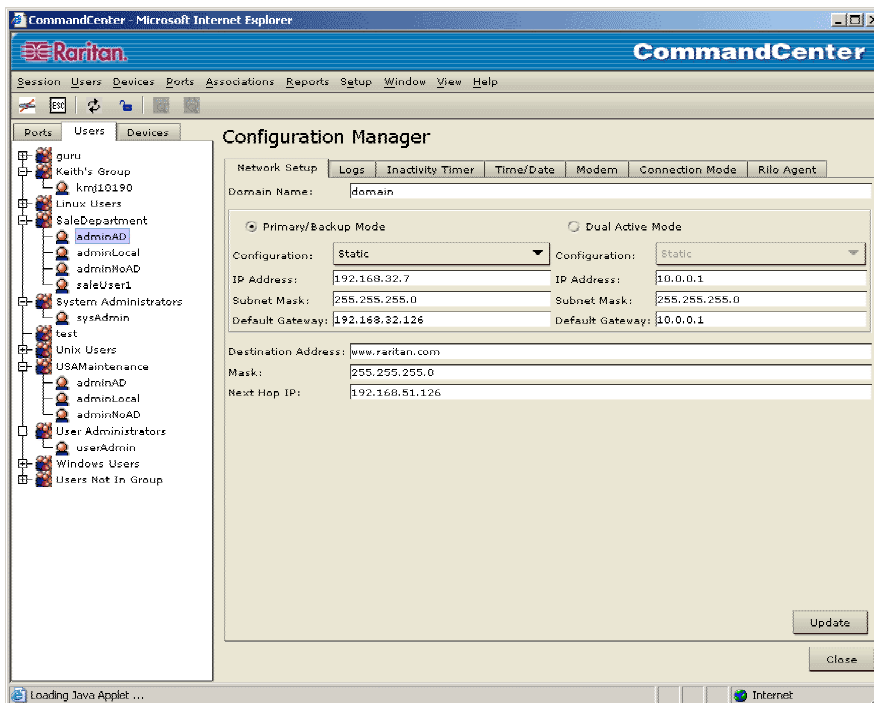 CommandCenter - Microsoft Internet Explorer
Raritan.
CommandCenter
Session Users Devices Ports Associations Reports Setup Window View Help
ESC
Ports Users Devices
guru
Keith's Group
kmj10190
Linux Users
SaleDepartment
adminAD
adminLocal
adminNoAD
saleUser1
System Administrators
sysAdmin
test
Unix Users
USAMaintenance
adminAD
adminLocal
adminNoAD
User Administrators
userAdmin
Windows Users
Users Not In Group
Configuration Manager
Network Setup Logs Inactivity Timer Time/Date Modem Connection Mode Rilo Agent
Domain Name: domain
Primary/Backup Mode Dual Active Mode
Configuration: Static Configuration: Static
IP Address: 192.168.32.7 IP Address: 10.0.0.1
Subnet Mask: 255.255.255.0 Subnet Mask: 255.255.255.0
Default Gateway: 192.168.32.126 Default Gateway: 10.0.0.1
Destination Address: www.raritan.com
Mask: 255.255.255.0
Next Hop IP: 192.168.51.126
Update
Close
Loading Java Applet ... Internet